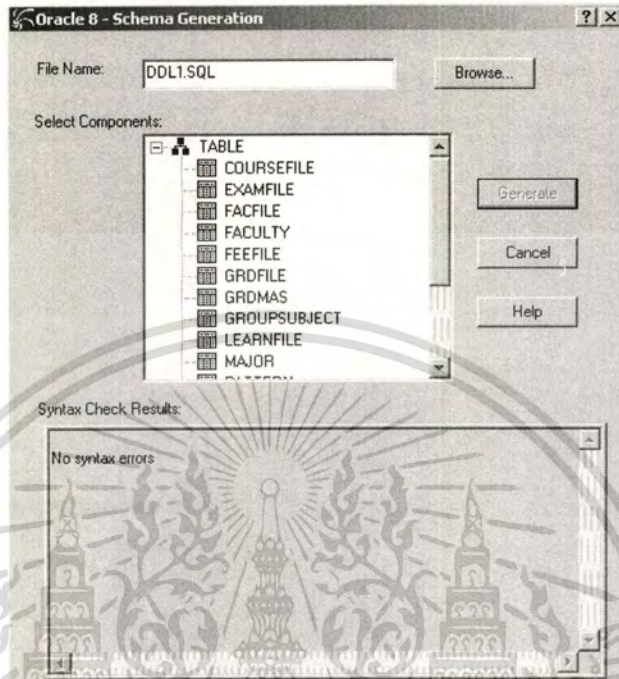 Oracle 8 - Schema Generation
File Name:
DDL1.SQL
Browse...
Select Components:
TABLE
COURSEFILE
EXAMFILE
FACFILE
FACULTY
FEEFILE
GRDFILE
GRDMAS
GROUPSUBJECT
LEARNFILE
MAJOR
Generate
Cancel
Help
Syntax Check Results:
No syntax errors